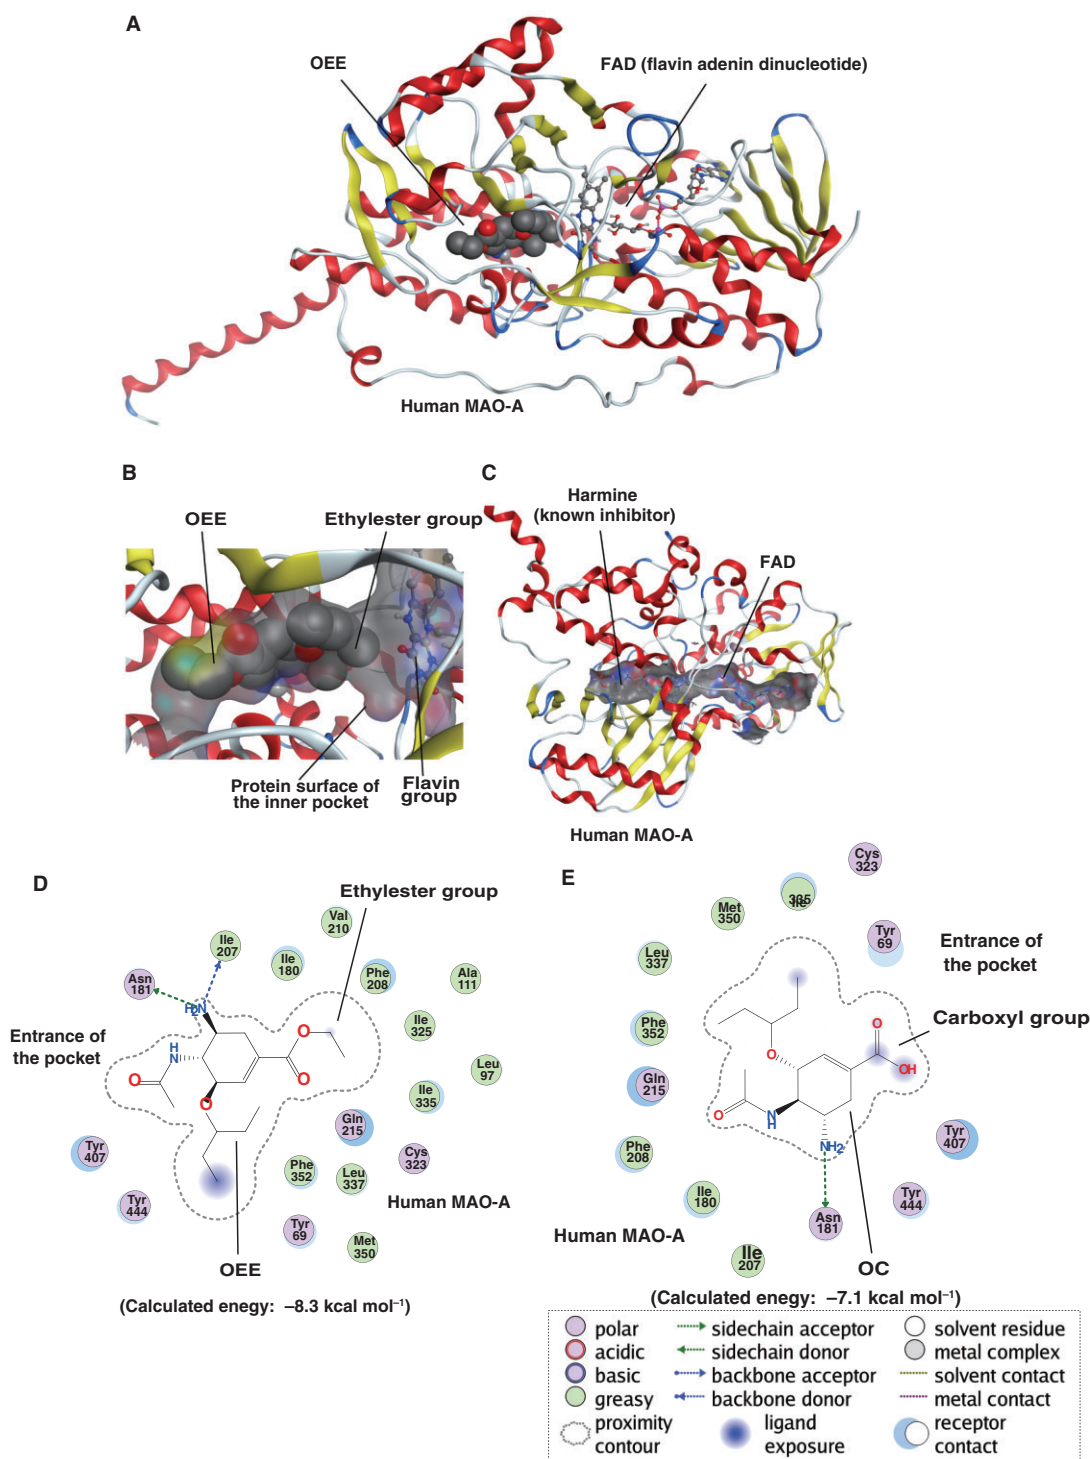 A
OEE
FAD (flavin adenin dinucleotide)
Human MAO-A
B
OEE
Ethylester group
Protein surface of
the inner pocket
Flavin
group
C
Harmine
(known inhibitor)
FAD
Human MAO-A
D
Ethylester group
Val
210
Ile
207
Ile
180
Phe
208
Ala
111
Asn
181
H2N
Ile
325
Entrance of
the pocket
O
H
N
O
O
Leu
97
Ile
335
O
Gln
215
Tyr
407
Cys
323
Phe
352
Leu
337
Tyr
444
Human MAO-A
Tyr
69
Met
350
OEE
(Calculated enegy: –8.3 kcal mol–1)
E
Cys
323
Ile
335
Met
350
Tyr
69
Entrance of
the pocket
Leu
337
Carboxyl group
Phe
352
O
O
OH
Gln
215
O
N
H
NH2
Tyr
407
Phe
208
Ile
180
Tyr
444
Asn
181
Human MAO-A
Ile
207
OC
(Calculated enegy: –7.1 kcal mol–1)
polar
sidechain acceptor
solvent residue
acidic
sidechain donor
metal complex
basic
backbone acceptor
solvent contact
greasy
backbone donor
metal contact
proximity
contour
ligand
exposure
receptor
contact